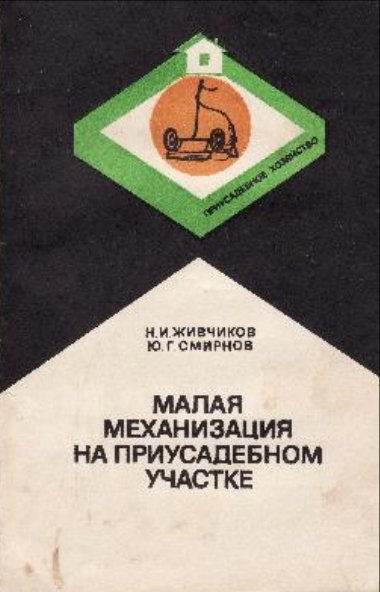 ПРИУСАДЕБНОЕ ХОЗЯЙСТВО
Н.И.ЖИВЧИКОВ
Ю.Г.СМИРНОВ
МАЛАЯ
МЕХАНИЗАЦИЯ
НА ПРИУСАДЕБНОМ
УЧАСТКЕ